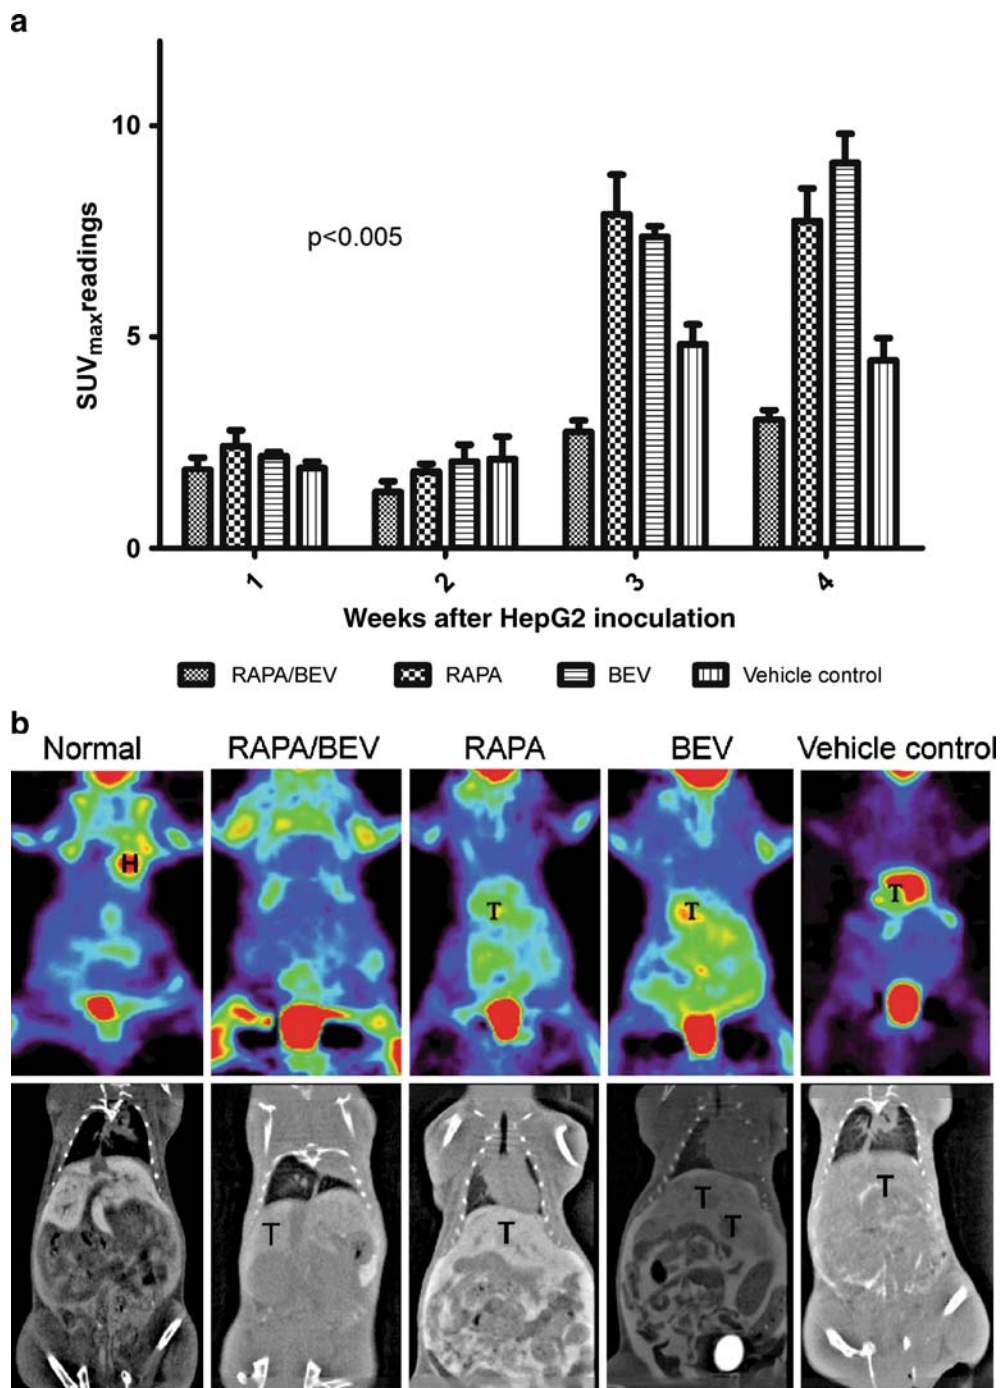 a
10
5
0
SUVmaxreadings
p<0.005
1 2 3 4
Weeks after HepG2 inoculation
RAPA/BEV RAPA BEV Vehicle control
b
Normal RAPA/BEV RAPA BEV Vehicle control
H T T T
T T T T T